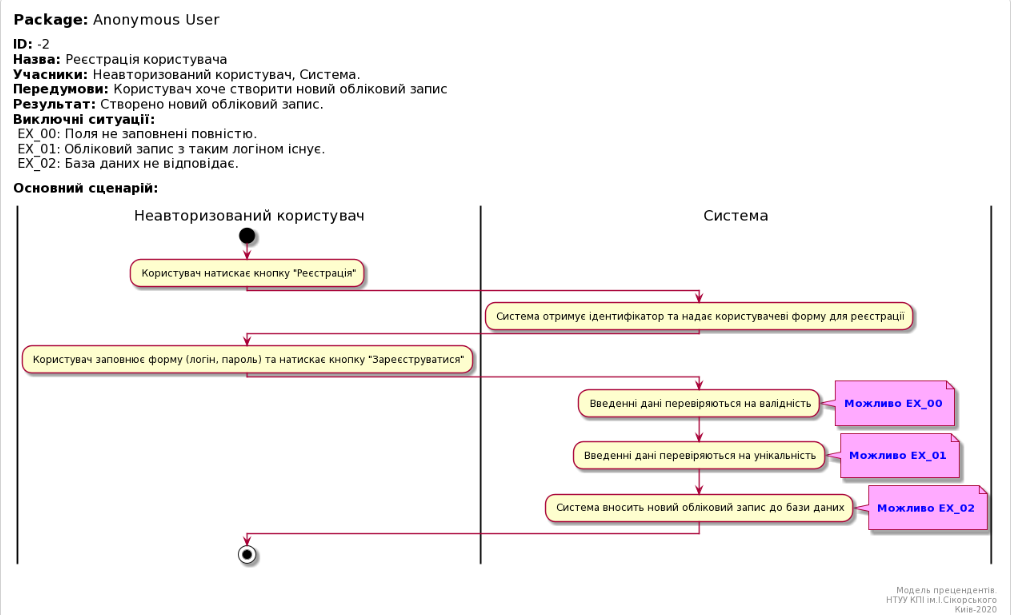 Package: Anonymous User
ID: -2
Назва: Реєстрація користувача
Учасники: Неавторизований користувач, Система.
Передумови: Користувач хоче створити новий обліковий запис
Результат: Створено новий обліковий запис.
Виключні ситуації:
EX_00: Поля не заповнені повністю.
EX_01: Обліковий запис з таким логіном існує.
EX_02: База даних не відповідає.
Основний сценарій:
Неавторизований користувач
Система
Користувач натискає кнопку "Реєстрація"
Система отримує ідентифікатор та надає користувачеві форму для реєстрації
Користувач заповнює форму (логін, пароль) та натискає кнопку "Зареєструватися"
Введенні дані перевіряються на валідність
Можливо EX_00
Введенні дані перевіряються на унікальність
Можливо EX_01
Система вносить новий обліковий запис до бази даних
Можливо EX_02
Модель прецендентів.
НТУУ КПІ ім.І.Сікорського
Київ-2020